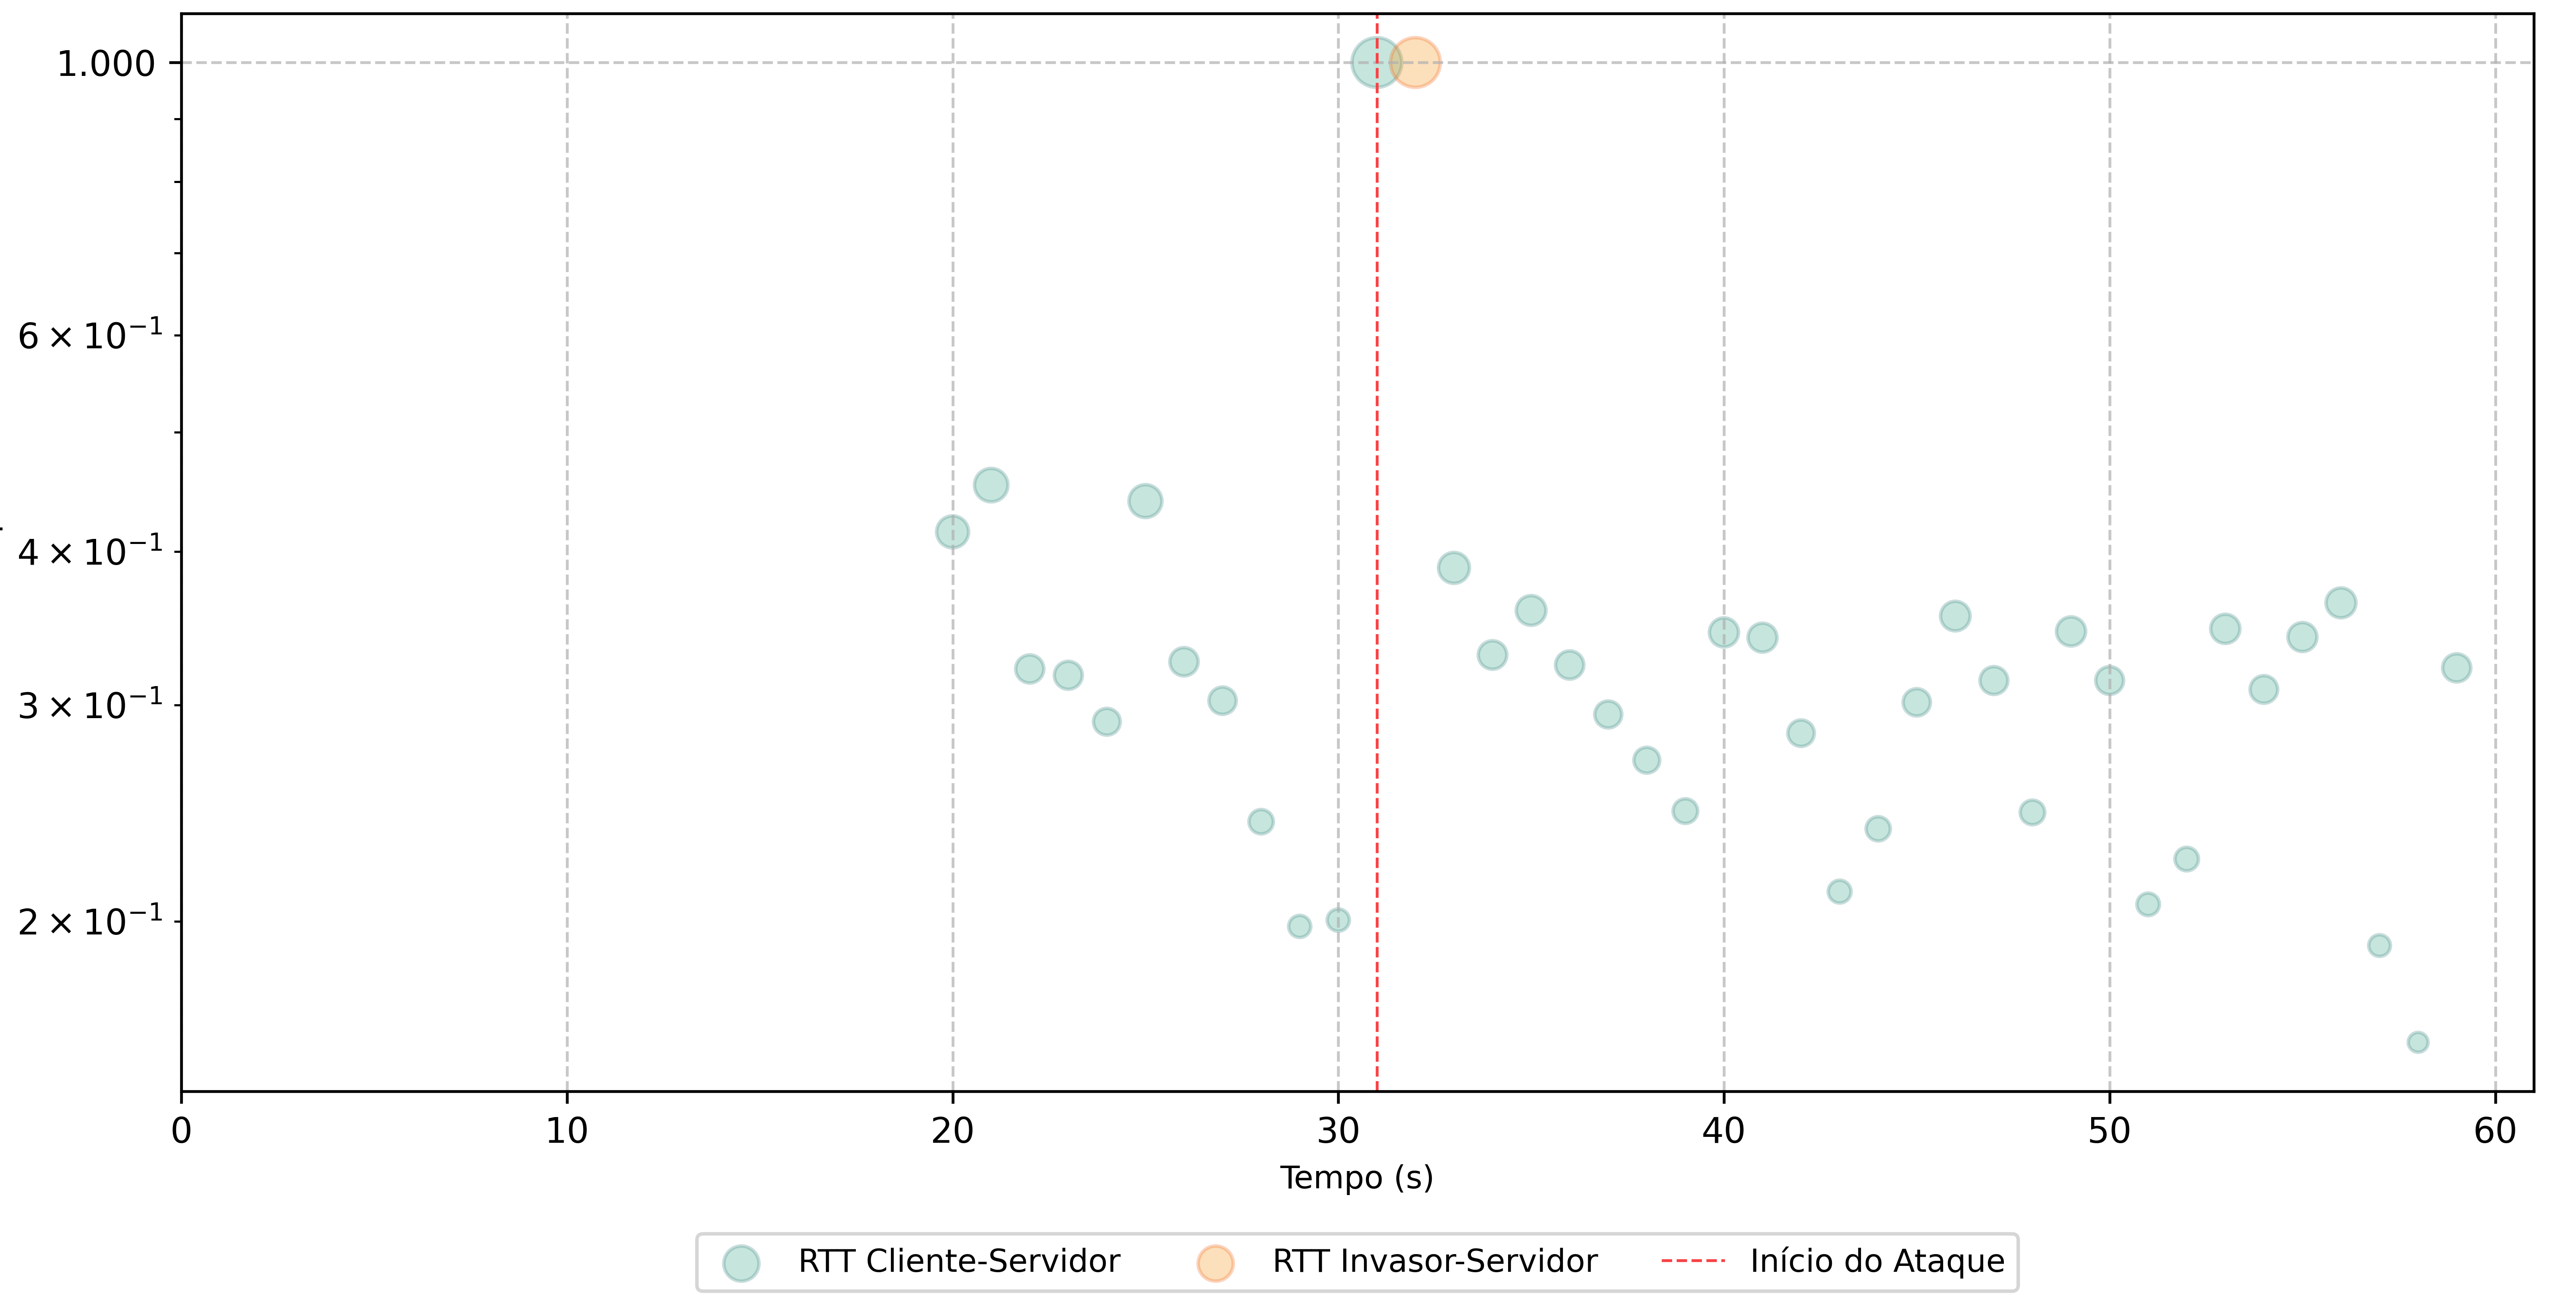 1.000
6 × 10⁻¹
4 × 10⁻¹
3 × 10⁻¹
2 × 10⁻¹
0 10 20 30 40 50 60
Tempo (s)
RTT Cliente-Servidor RTT Invasor-Servidor Início do Ataque